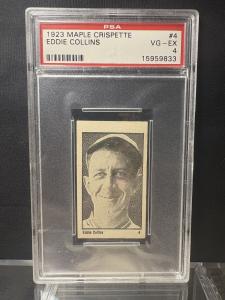 PSA
1923 MAPLE CRISPETTE #4
EDDIE COLLINS VG-EX
4
15959833
Eddie Collins 4